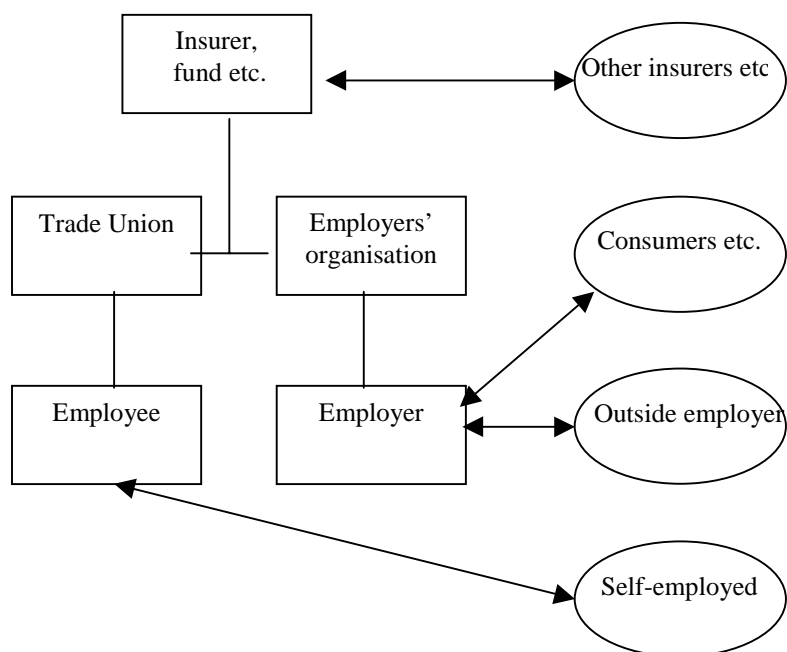 Insurer,
fund etc.
Other insurers etc
Trade Union
Employers’
organisation
Consumers etc.
Employee
Employer
Outside employer
Self-employed